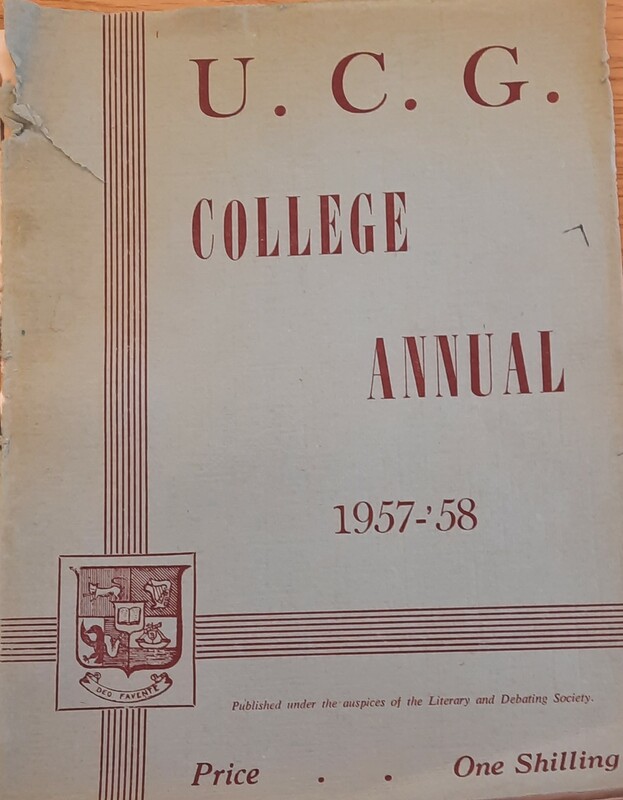 U. C. G.
COLLEGE
ANNUAL
1957-'58
DEO FAVENTE
Published under the auspices of the Literary and Debating Society.
Price . . One Shilling